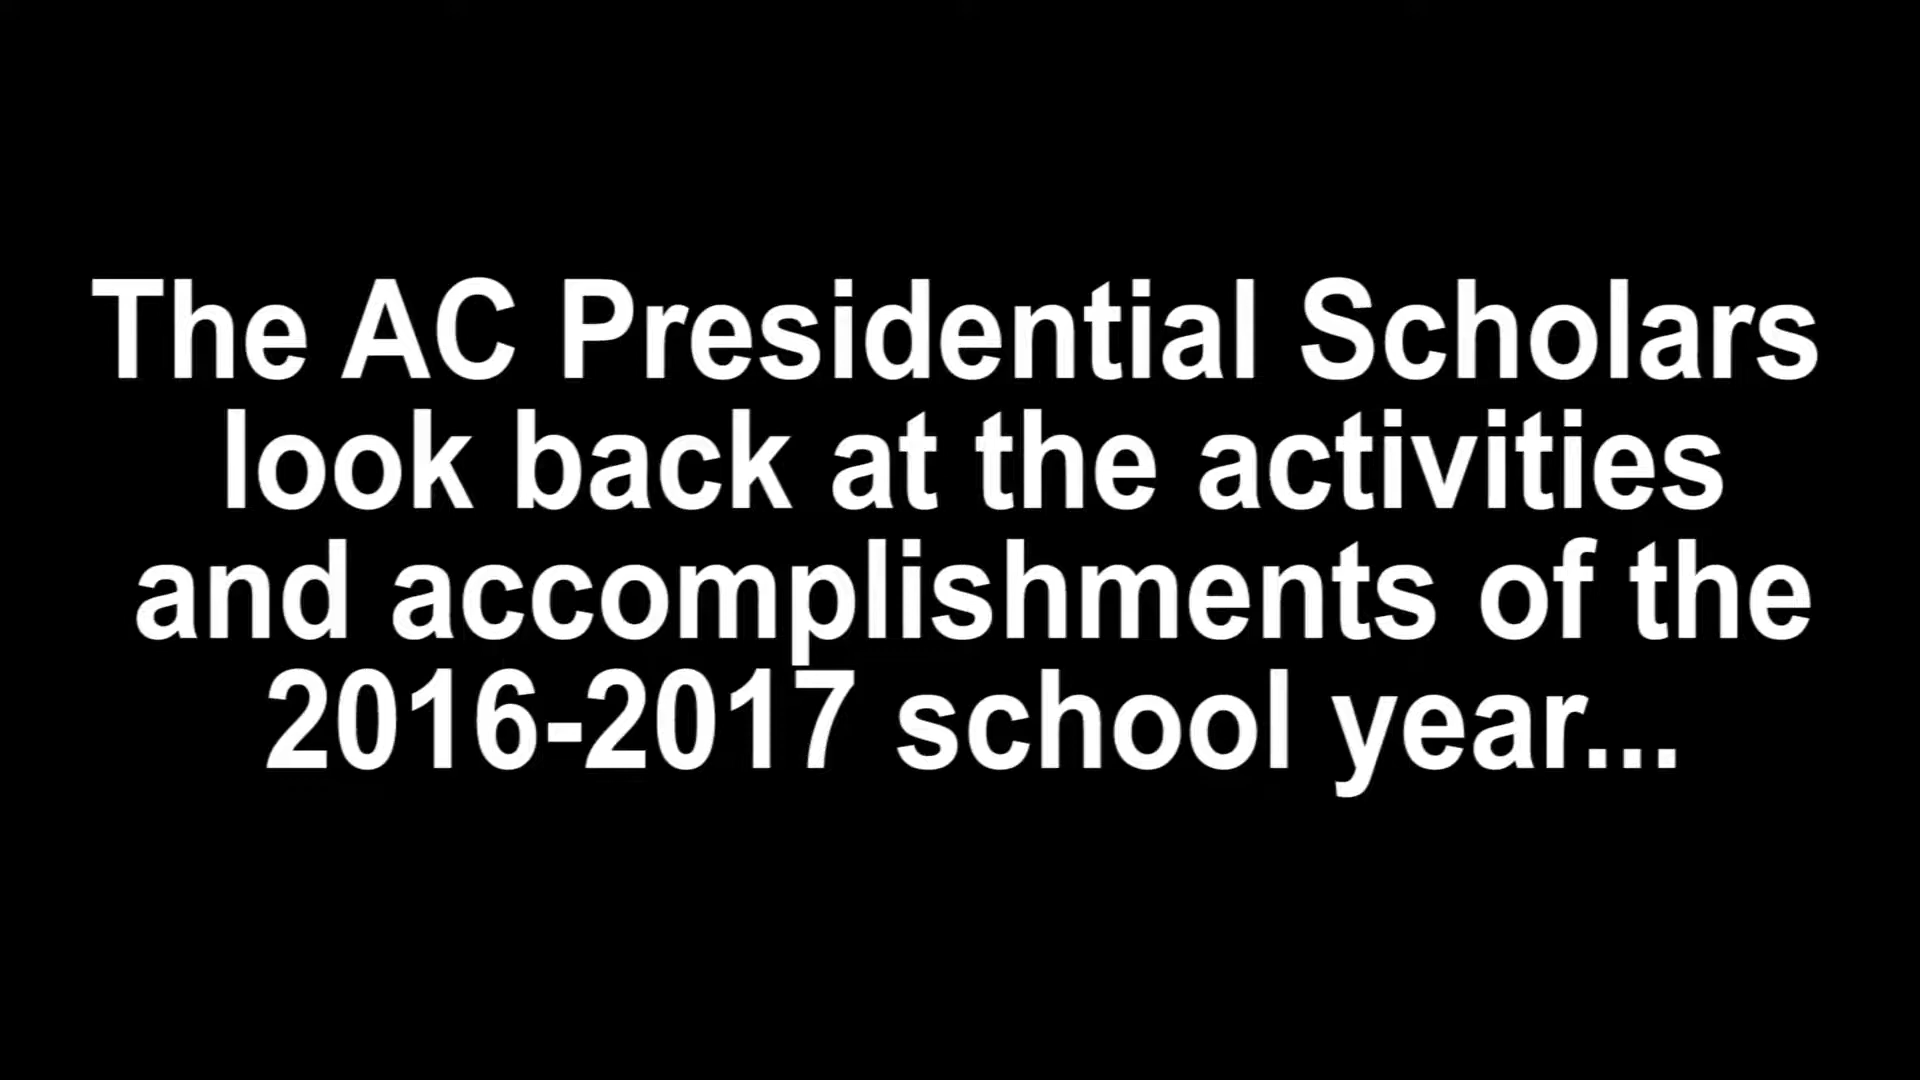 The AC Presidential Scholars
look back at the activities
and accomplishments of the
2016-2017 school year...